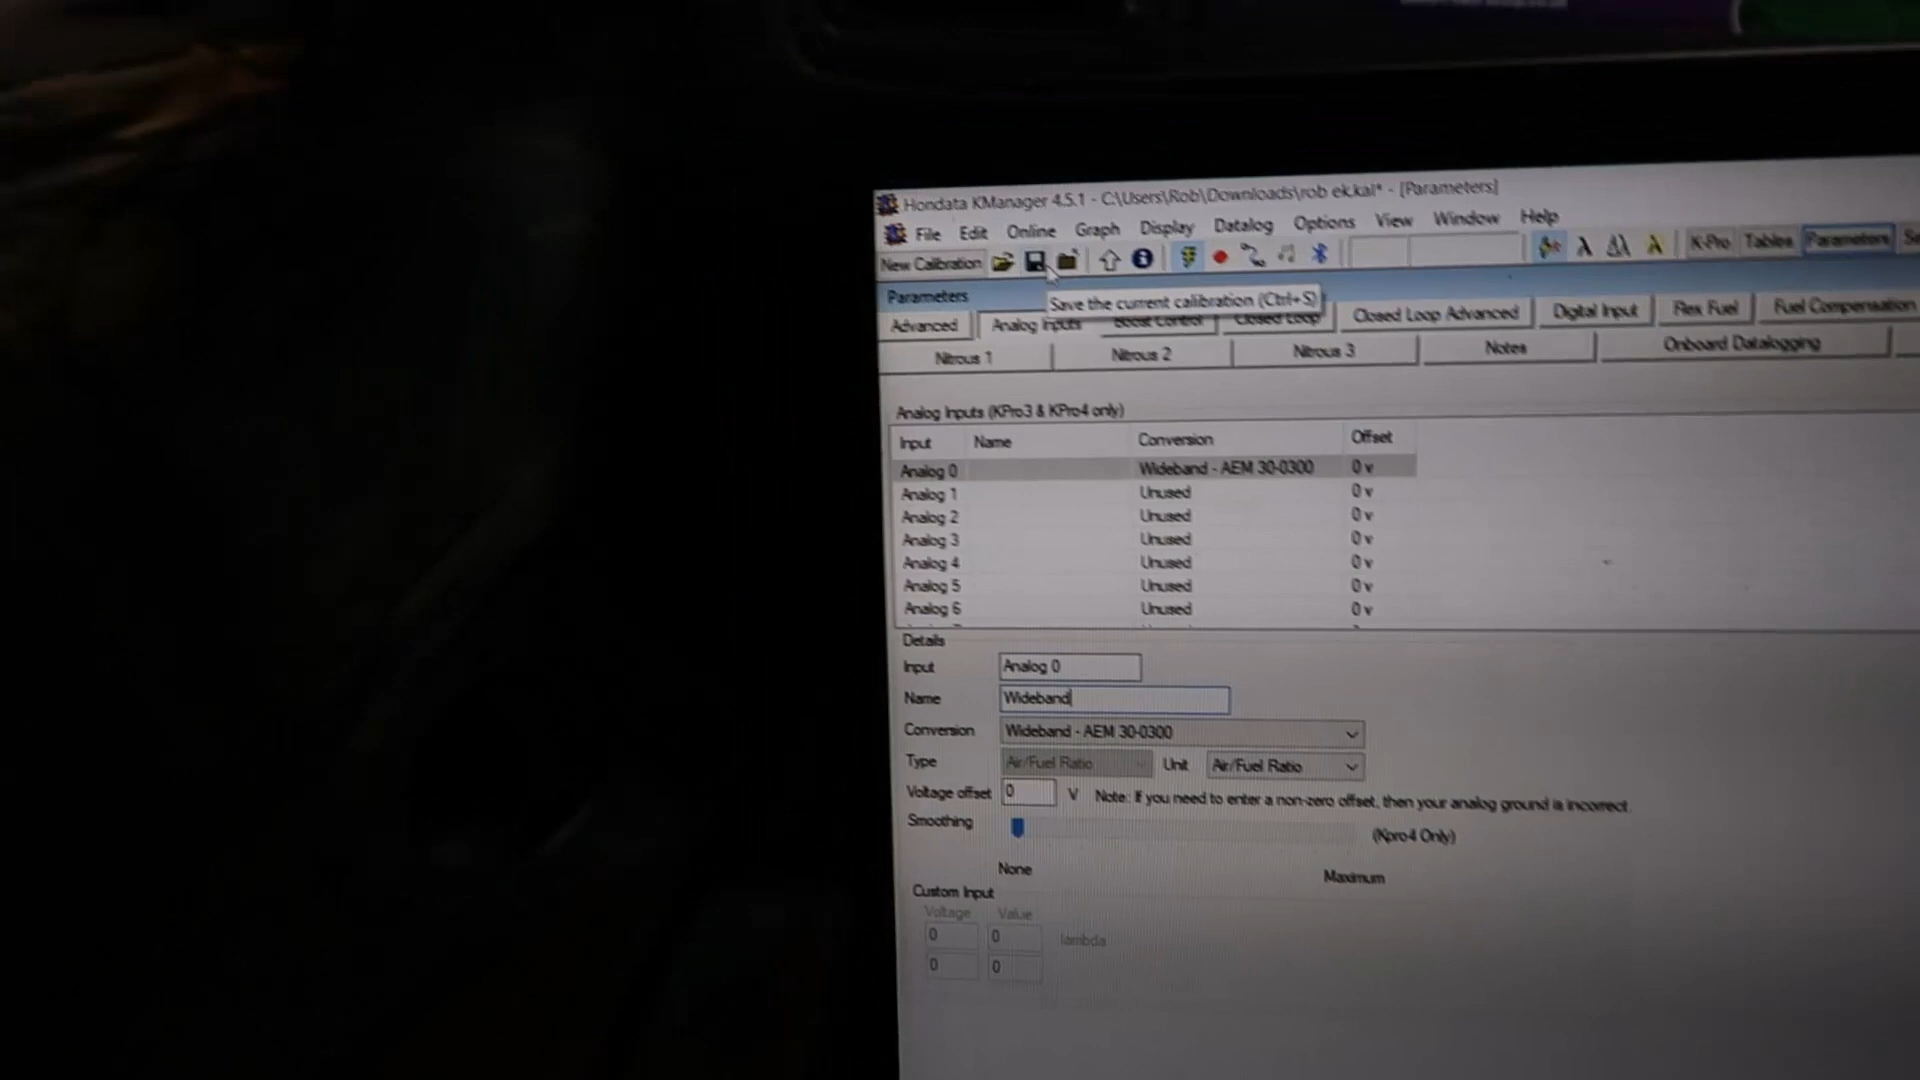 Hondata KManager 4.5.1 - C:\Users\Rob\Downloads\rob ek.kal* - [Parameters]
File Edit Online Graph Display Datalog Options View Window Help
New Calibration K-Pro Tables Parameters
Parameters
Save the current calibration (Ctrl+S)
Advanced Analog Inputs Boost Control Closed Loop Closed Loop Advanced Digital Input Flex Fuel Fuel Compensation
Nitrous 1 Nitrous 2 Nitrous 3 Notes Onboard Datalogging
Analog Inputs (KPro3 & KPro4 only)
Input Name Conversion Offset
Analog 0 Wideband - AEM 30-0300 0 v
Analog 1 Unused 0 v
Analog 2 Unused 0 v
Analog 3 Unused 0 v
Analog 4 Unused 0 v
Analog 5 Unused 0 v
Analog 6 Unused 0 v
Details
Input Analog 0
Name Wideband
Conversion Wideband - AEM 30-0300
Type Air/Fuel Ratio Unit Air/Fuel Ratio
Voltage offset 0 V Note: If you need to enter a non-zero offset, then your analog ground is incorrect.
Smoothing (Kpro4 Only)
None Maximum
Custom Input
Voltage Value
0 0 lambda
0 0